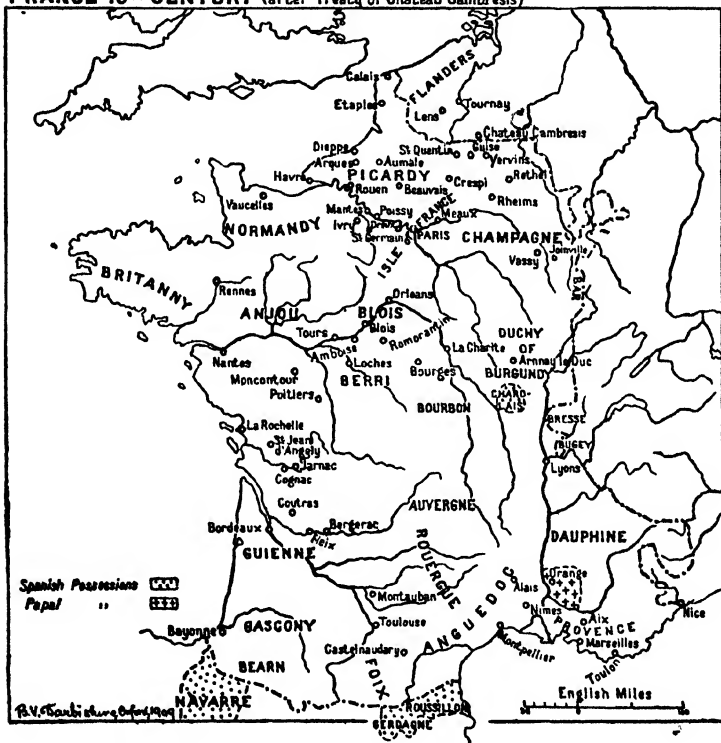 FRANCE 16TH CENTURY (after Treaty of Chateau Cambresis)
Calais
FLANDERS
Etaples
Lens
Tournay
Chateau Cambresis
Dieppe
St Quentin
Guise
Vervins
Arques
Aumale
PICARDY
Crespi
Rethel
Havre
Rouen
Beauvais
Rheims
Vaucelles
Mantes
Poissy
Meaux
NORMANDY
Ivry
Dreux
St Germain
PARIS
ISLE FRANCE
CHAMPAGNE
Vassy
Joinville
BAR
BRITANNY
Rennes
Orleans
ANJOU
BLOIS
Blois
Tours
Amboise
Romorantin
DUCHY OF BURGUNDY
La Charite
Arnay le Duc
Nantes
Loches
Moncontour
BERRI
Bourges
Poitiers
BOURBON
CHAROLAIS
BRESSE
BUGEY
La Rochelle
St Jean d'Angely
Jarnac
Cognac
Lyons
Coutras
AUVERGNE
Bordeaux
Bergerac
DAUPHINE
GUIENNE
ROUERGUE
Spanish Possessions
Papal "
Montauban
Alais
Orange
LANGUEDOC
Nimes
Aix
PROVENCE
Nice
Bayonne
GASCONY
Toulouse
Marseilles
Montpellier
Toulon
BEARN
Castelnaudary
FOIX
English Miles
NAVARRE
ROUSSILLON
CERDAGNE
B.V. Darbishire Oxford, 1909